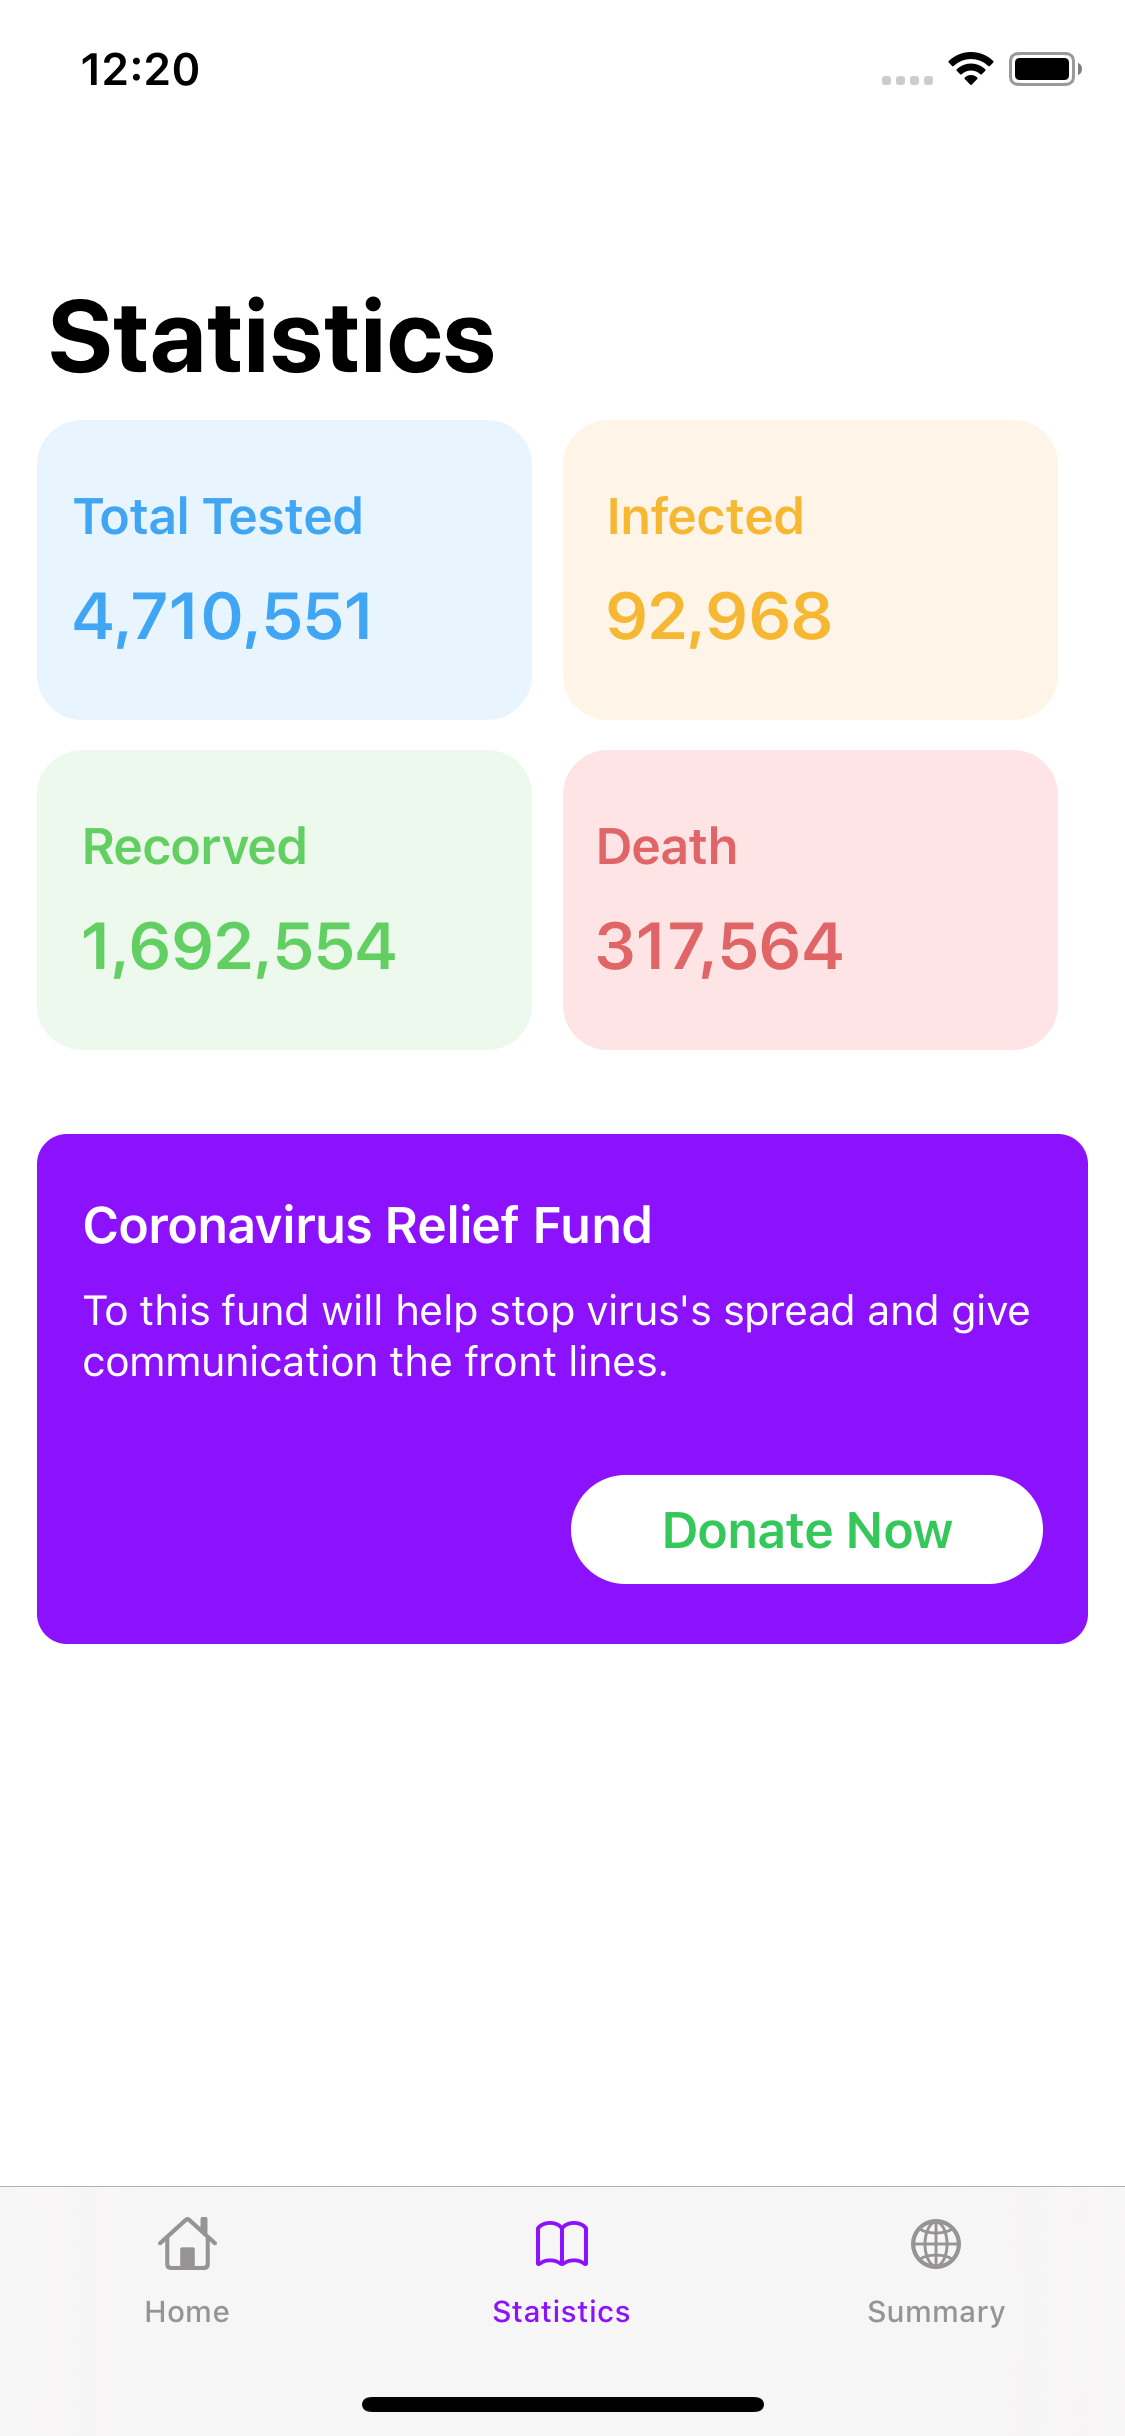 12:20
Statistics
Total Tested
4,710,551
Infected
92,968
Recorved
1,692,554
Death
317,564
Coronavirus Relief Fund
To this fund will help stop virus's spread and give
communication the front lines.
Donate Now
Home
Statistics
Summary